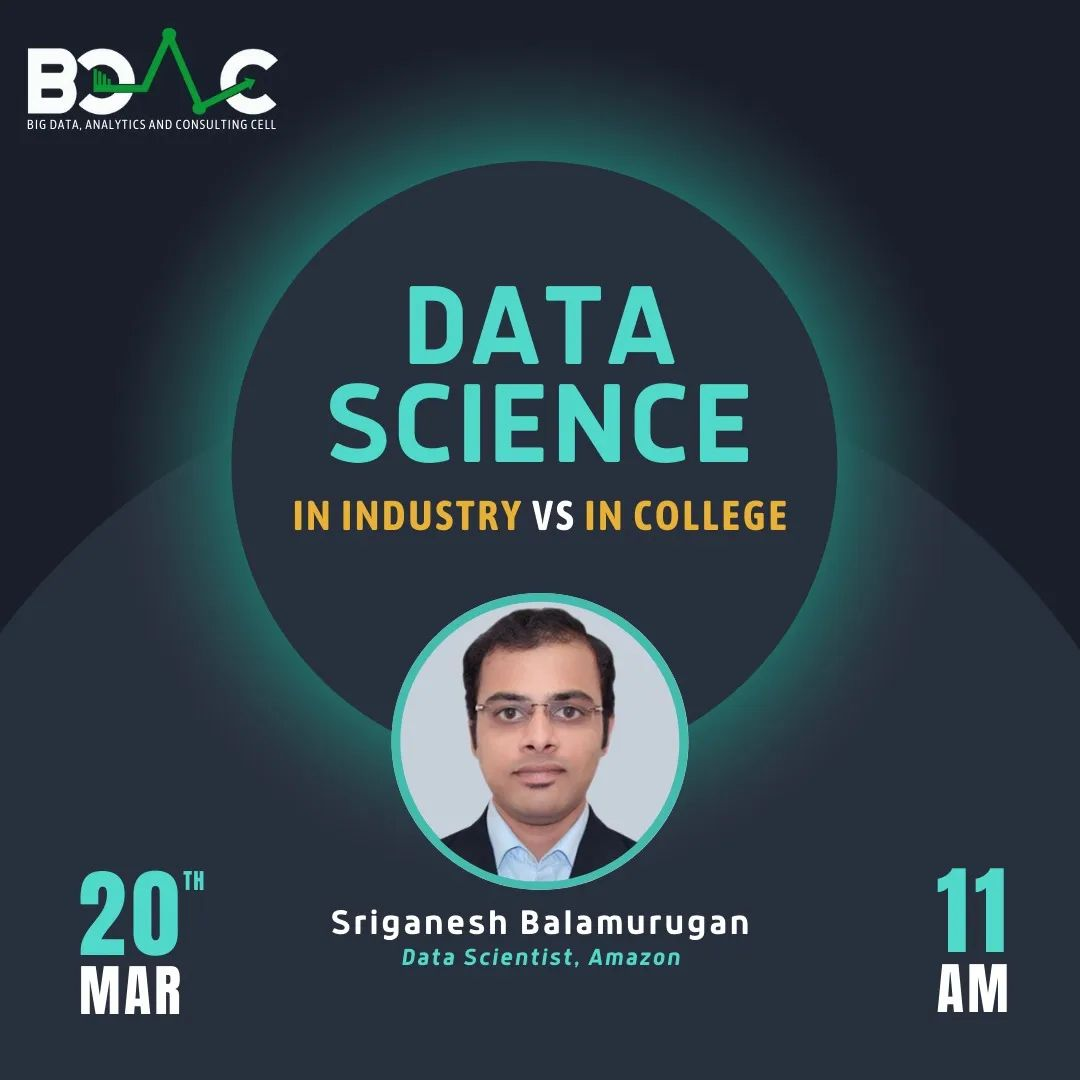 BDAC
BIG DATA, ANALYTICS AND CONSULTING CELL
DATA
SCIENCE
IN INDUSTRY VS IN COLLEGE
Sriganesh Balamurugan
Data Scientist, Amazon
20TH
MAR
11
AM